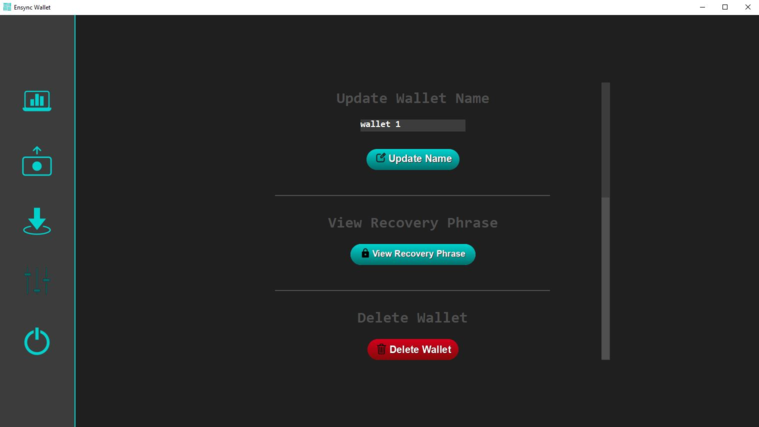 Ensync Wallet
Update Wallet Name
wallet 1
Update Name
View Recovery Phrase
View Recovery Phrase
Delete Wallet
Delete Wallet